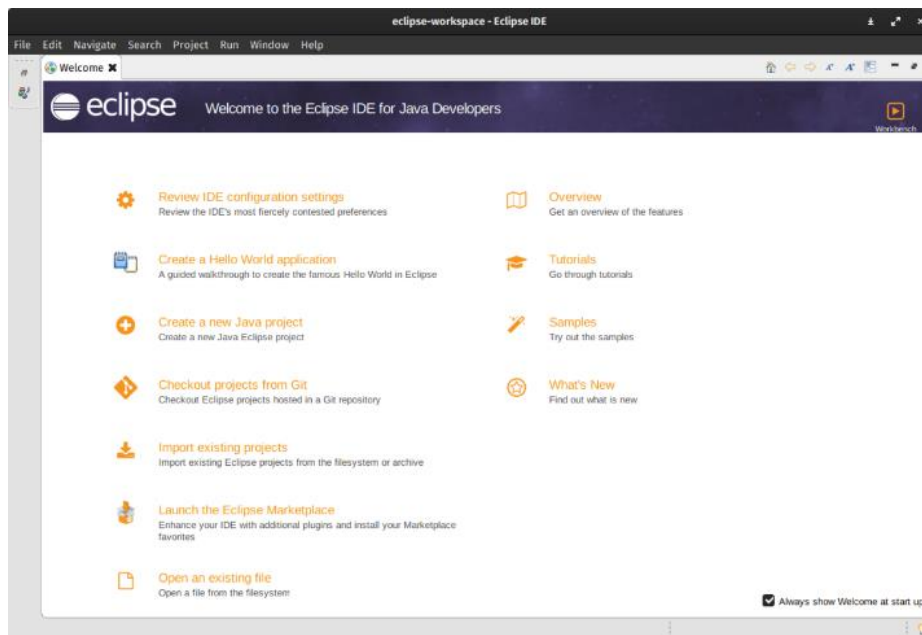 eclipse-workspace - Eclipse IDE
File Edit Navigate Search Project Run Window Help
Welcome
eclipse Welcome to the Eclipse IDE for Java Developers
Workbench
Review IDE configuration settings
Review the IDE's most fiercely contested preferences
Overview
Get an overview of the features
Create a Hello World application
A guided walkthrough to create the famous Hello World in Eclipse
Tutorials
Go through tutorials
Create a new Java project
Create a new Java Eclipse project
Samples
Try out the samples
Checkout projects from Git
Checkout Eclipse projects hosted in a Git repository
What's New
Find out what is new
Import existing projects
Import existing Eclipse projects from the filesystem or archive
Launch the Eclipse Marketplace
Enhance your IDE with additional plugins and install your Marketplace
favorites
Open an existing file
Open a file from the filesystem
Always show Welcome at start up